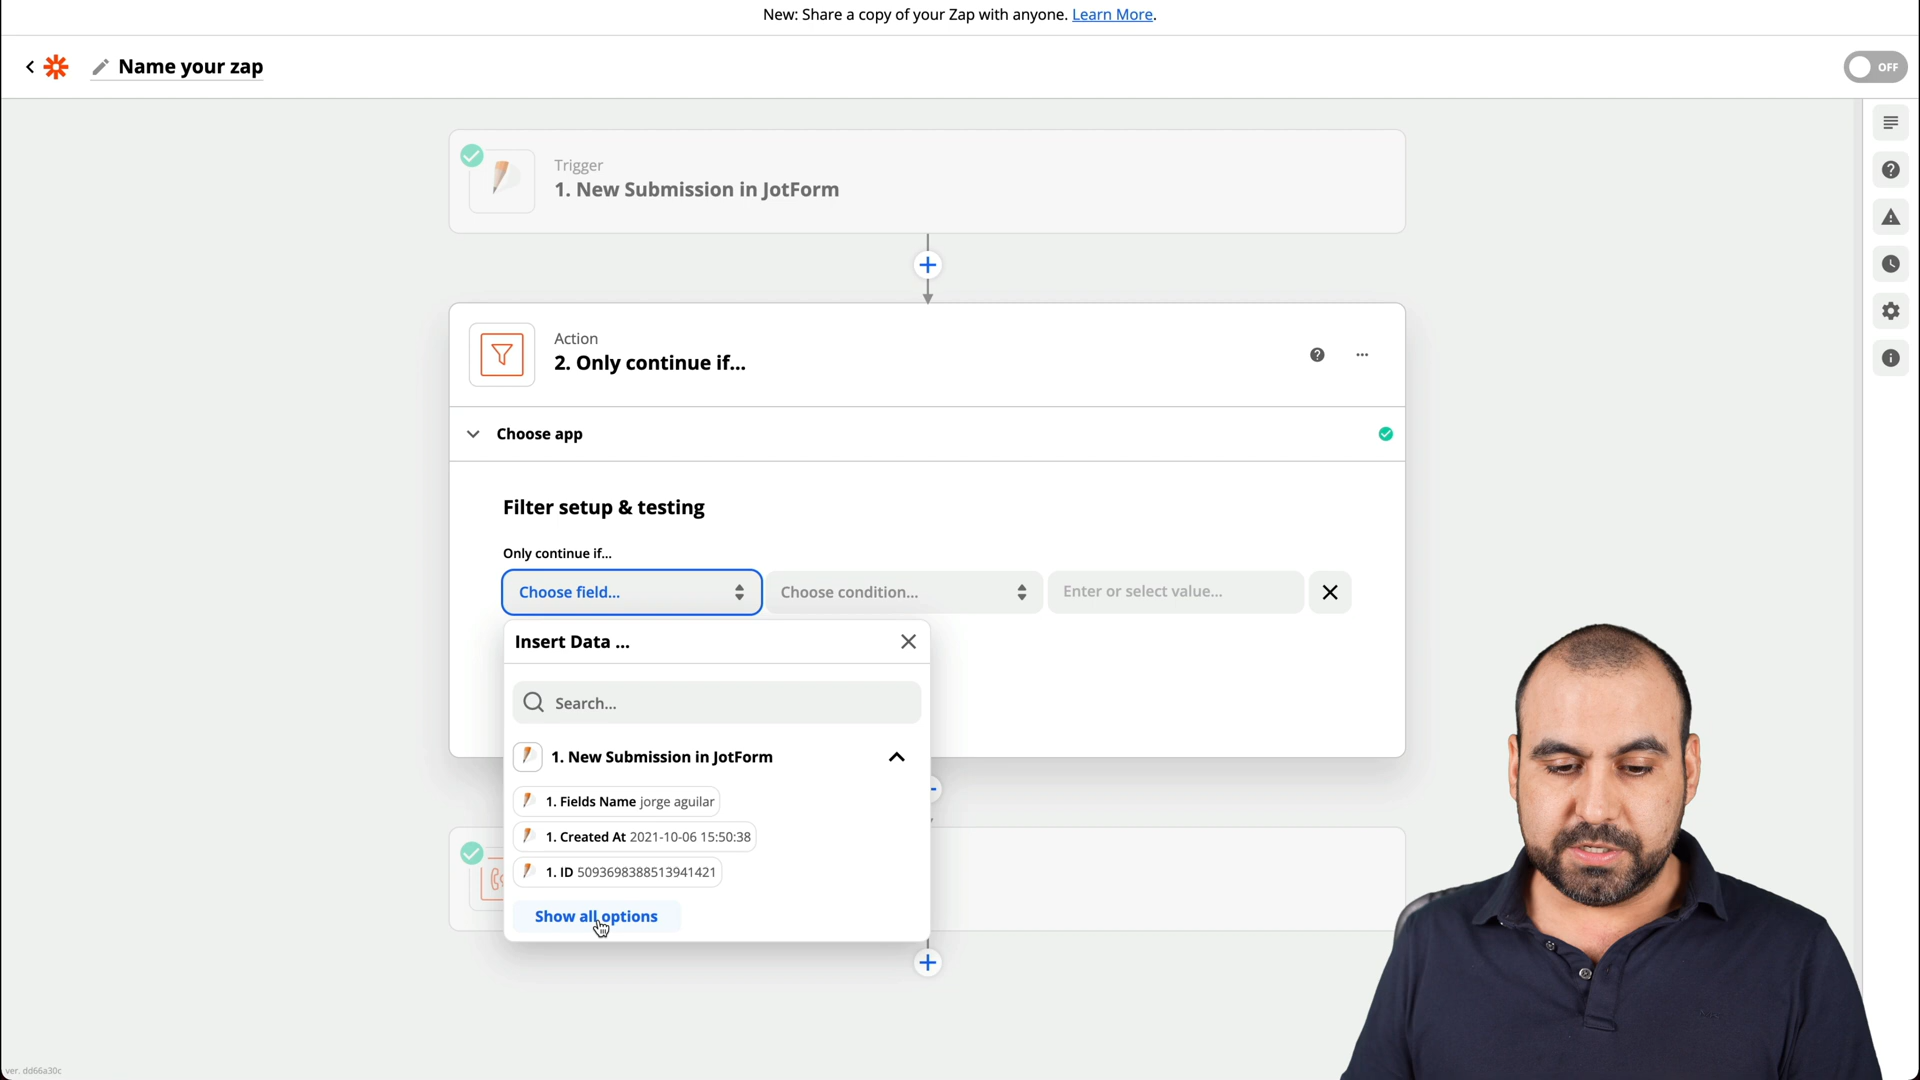 New: Share a copy of your Zap with anyone. Learn More.
Name your zap
OFF
Trigger
1. New Submission in JotForm
Action
2. Only continue if...
Choose app
Filter setup & testing
Only continue if...
Choose field...
Choose condition...
Enter or select value...
Insert Data ...
Search...
1. New Submission in JotForm
1. Fields Name jorge aguilar
1. Created At 2021-10-06 15:50:38
1. ID 5093698388513941421
Show all options
ver. dd66a30c